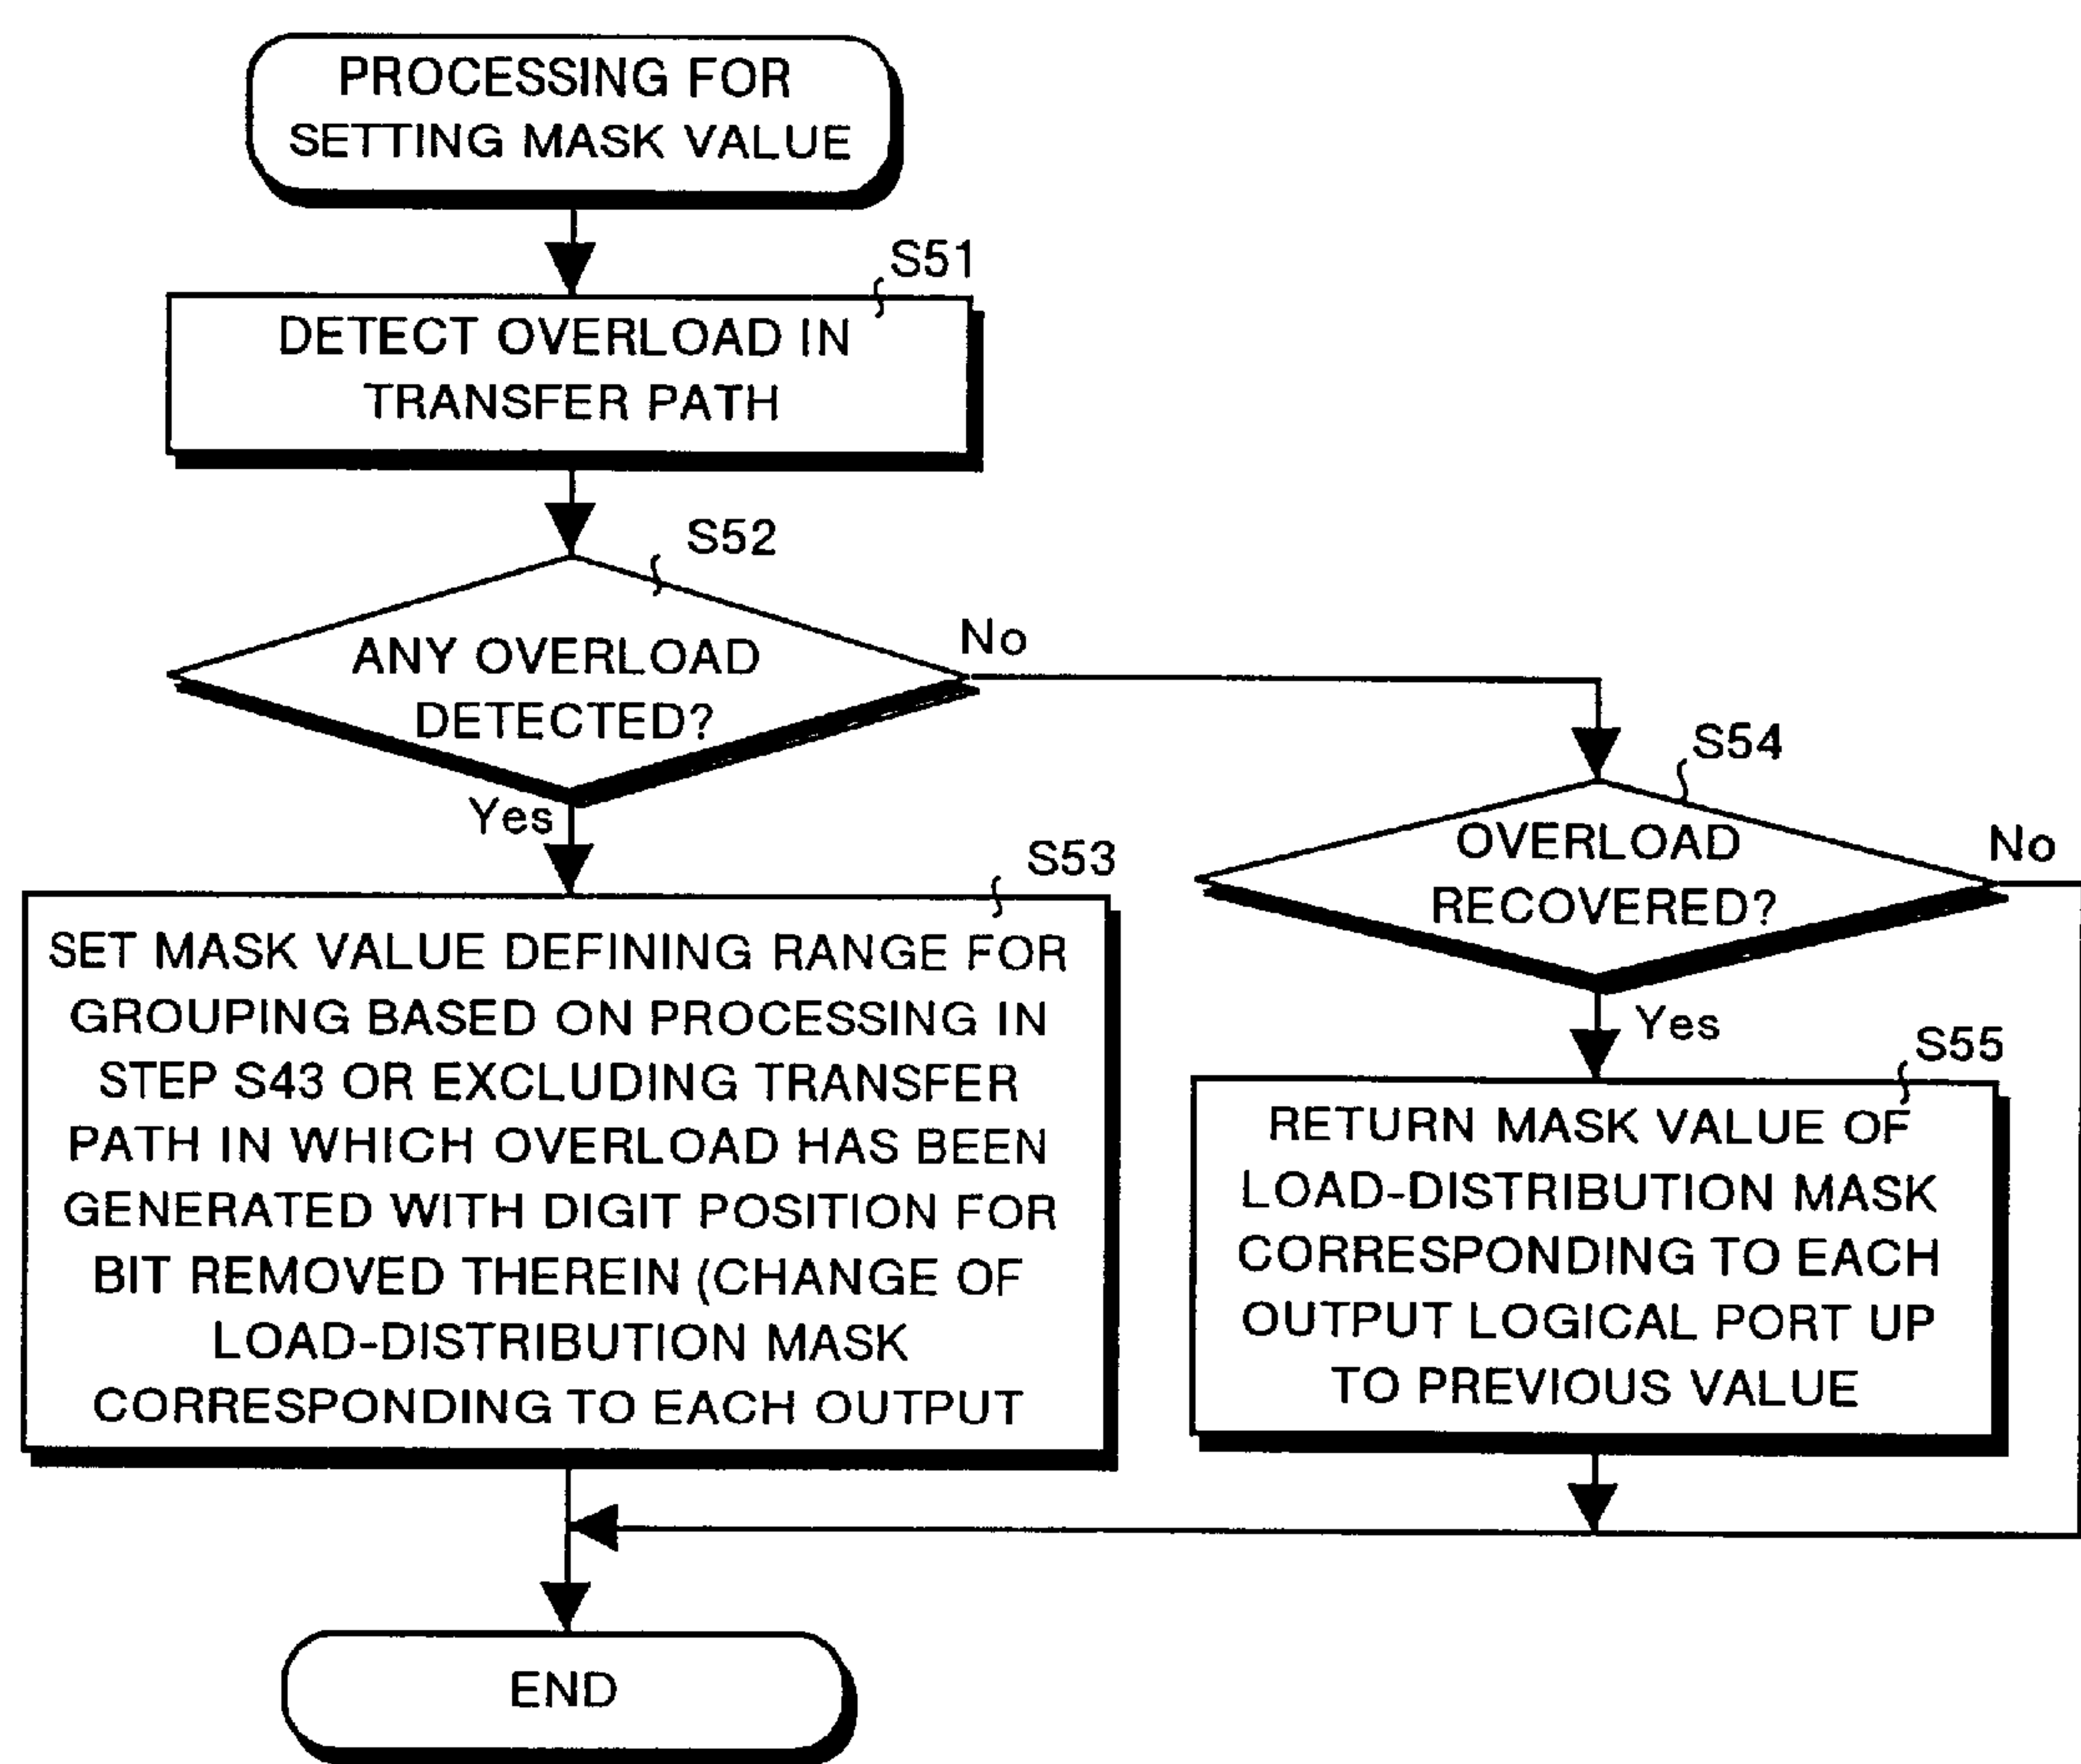 PROCESSING FOR
SETTING MASK VALUE
S51
DETECT OVERLOAD IN
TRANSFER PATH
S52
ANY OVERLOAD
DETECTED?
No
Yes
S53
SET MASK VALUE DEFINING RANGE FOR
GROUPING BASED ON PROCESSING IN
STEP S43 OR EXCLUDING TRANSFER
PATH IN WHICH OVERLOAD HAS BEEN
GENERATED WITH DIGIT POSITION FOR
BIT REMOVED THEREIN (CHANGE OF
LOAD-DISTRIBUTION MASK
CORRESPONDING TO EACH OUTPUT
S54
OVERLOAD
RECOVERED?
No
Yes
S55
RETURN MASK VALUE OF
LOAD-DISTRIBUTION MASK
CORRESPONDING TO EACH
OUTPUT LOGICAL PORT UP
TO PREVIOUS VALUE
END